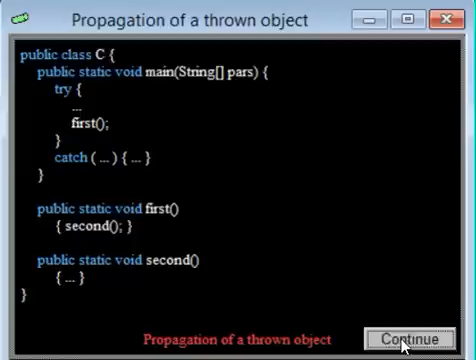 Propagation of a thrown object
public class C {
public static void main(String[] pars) {
try {
...
first();
}
catch ( ... ) { ... }
}
public static void first()
{ second(); }
public static void second()
{ ... }
}
Propagation of a thrown object
Continue